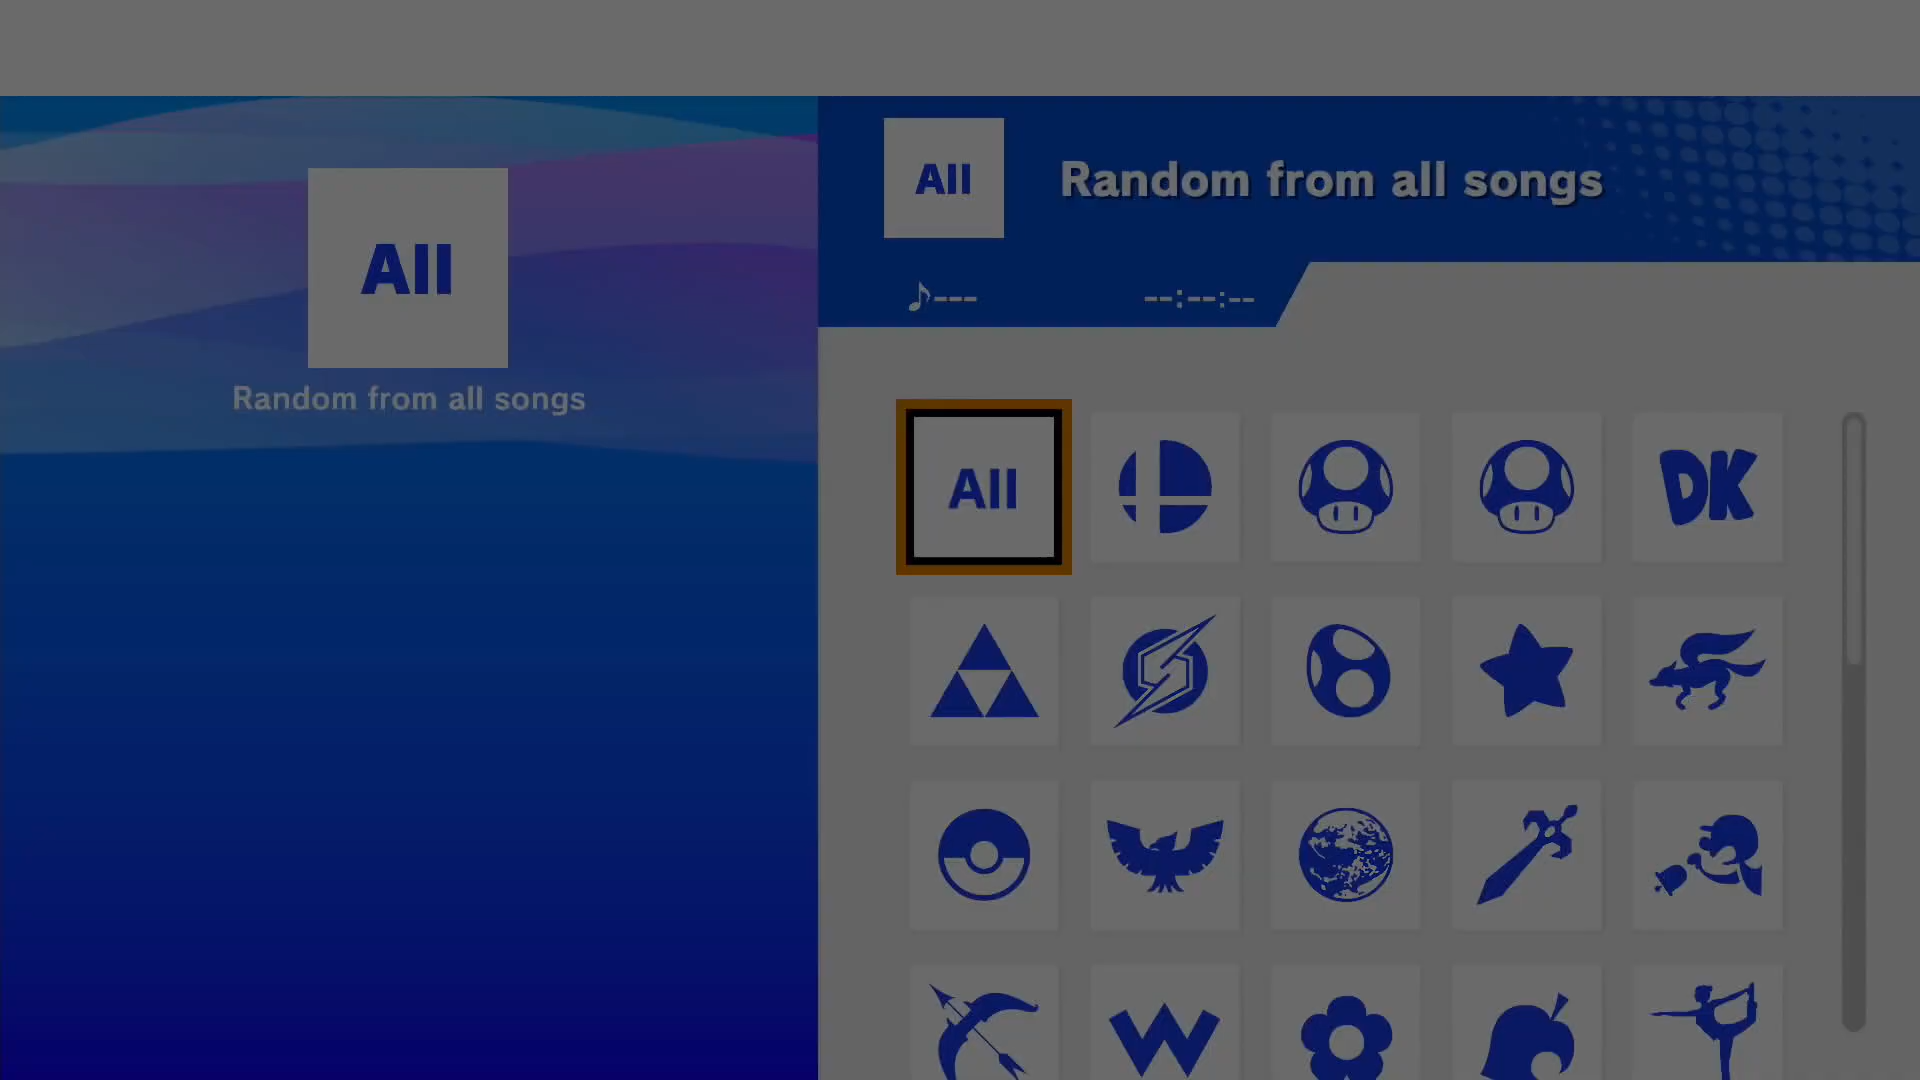 All
Random from all songs
All
Random from all songs
♪---
--:--:--
All
DK
W